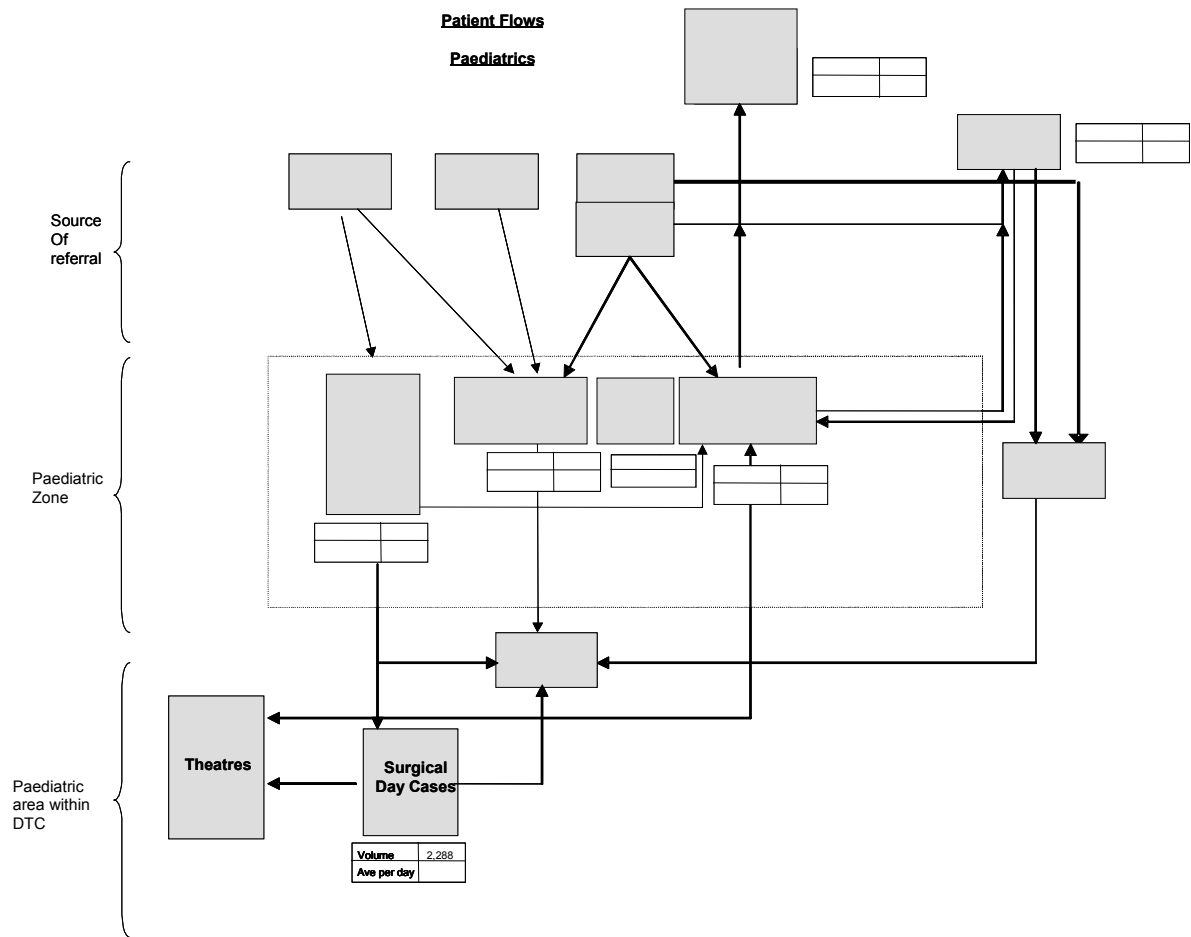 Patient Flows
Paediatrics
Source
Of
referral
Paediatric
Zone
Theatres
Surgical
Day Cases
Paediatric
area within
DTC
Volume 2,288
Ave per day